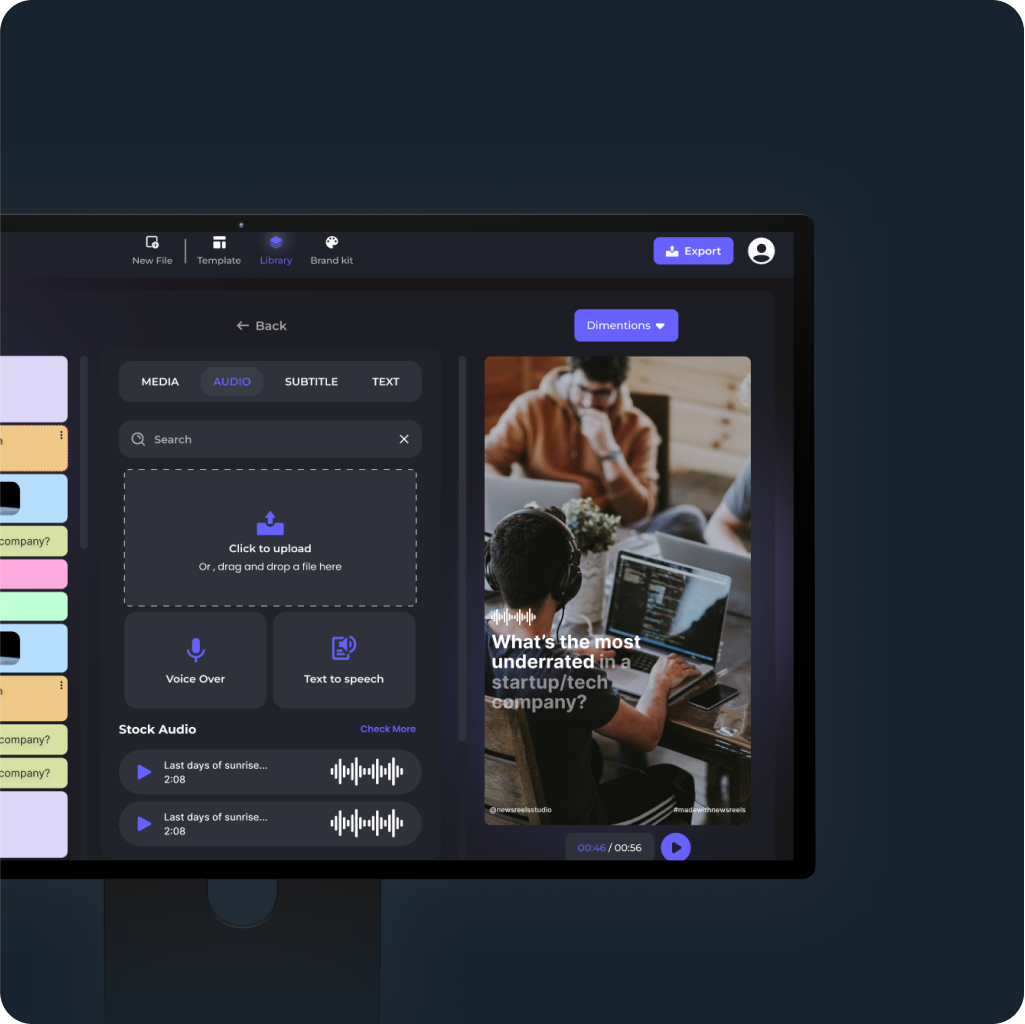 New File
Template
Library
Brand kit
Export
Back
Dimentions
MEDIA
AUDIO
SUBTITLE
TEXT
Search
Click to upload
Or , drag and drop a file here
Voice Over
Text to speech
Stock Audio
Check More
Last days of sunrise...
2:08
Last days of sunrise...
2:08
company?
company?
company?
What's the most
underrated in a
startup/tech
company?
@newsreelsstudio
#madewithnewsreels
00:46 / 00:56